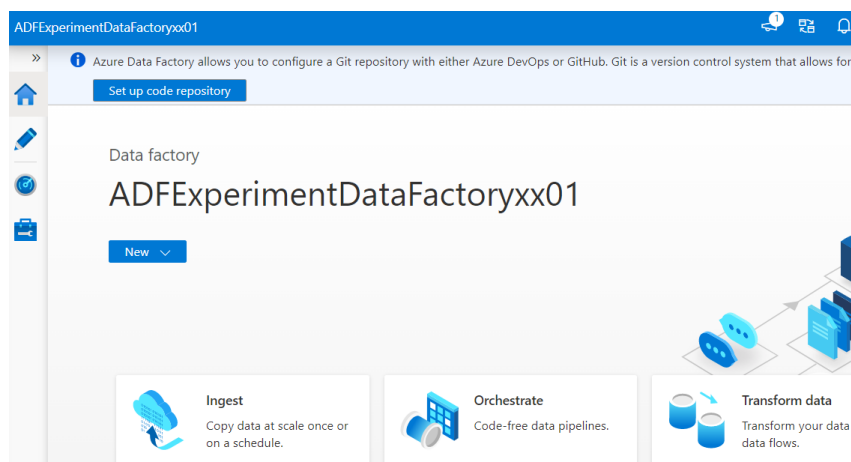 ADFExperimentDataFactoryxx01
1
»
Azure Data Factory allows you to configure a Git repository with either Azure DevOps or GitHub. Git is a version control system that allows for
Set up code repository
Data factory
ADFExperimentDataFactoryxx01
New
Ingest
Copy data at scale once or
on a schedule.
Orchestrate
Code-free data pipelines.
Transform data
Transform your data
data flows.